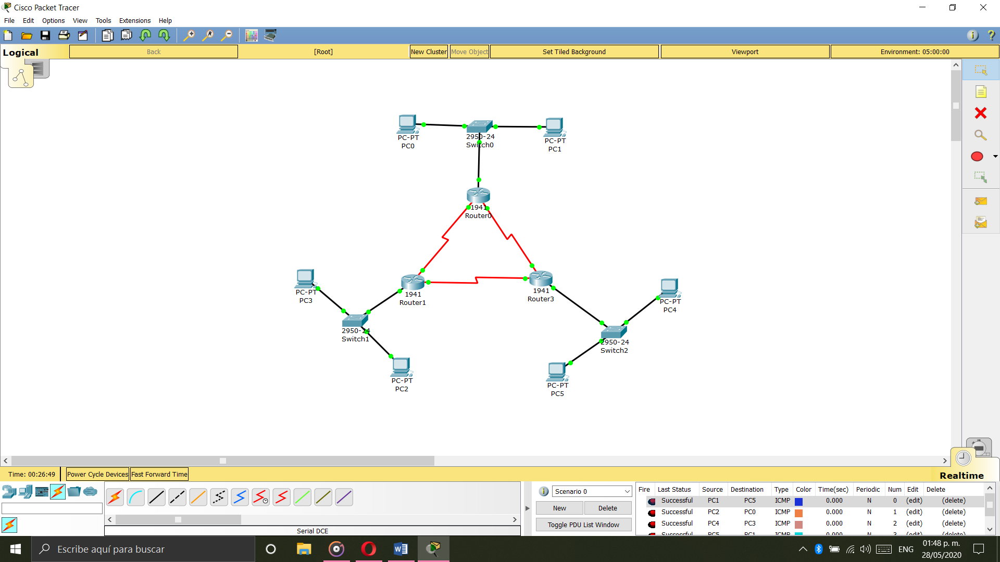 Cisco Packet Tracer
File Edit Options View Tools Extensions Help
Logical Back [Root] New Cluster Move Object Set Tiled Background Viewport Environment: 05:00:00
PC-PT
PC0
2950-24
Switch0
PC-PT
PC1
1941
Router0
PC-PT
PC3
1941
Router1
1941
Router3
PC-PT
PC4
2950-24
Switch1
2950-24
Switch2
PC-PT
PC2
PC-PT
PC5
Time: 00:26:49 Power Cycle Devices Fast Forward Time
Realtime
Scenario 0
New Delete
Toggle PDU List Window
Serial DCE
Fire Last Status Source Destination Type Color Time(sec) Periodic Num Edit Delete
Successful PC1 PC5 ICMP 0.000 N 0 (edit) (delete)
Successful PC2 PC0 ICMP 0.000 N 1 (edit) (delete)
Successful PC4 PC3 ICMP 0.000 N 2 (edit) (delete)
Successful PC5 PC1 ICMP 0.000 N 3 (edit) (delete)
Escribe aquí para buscar
ENG
01:48 p. m.
28/05/2020